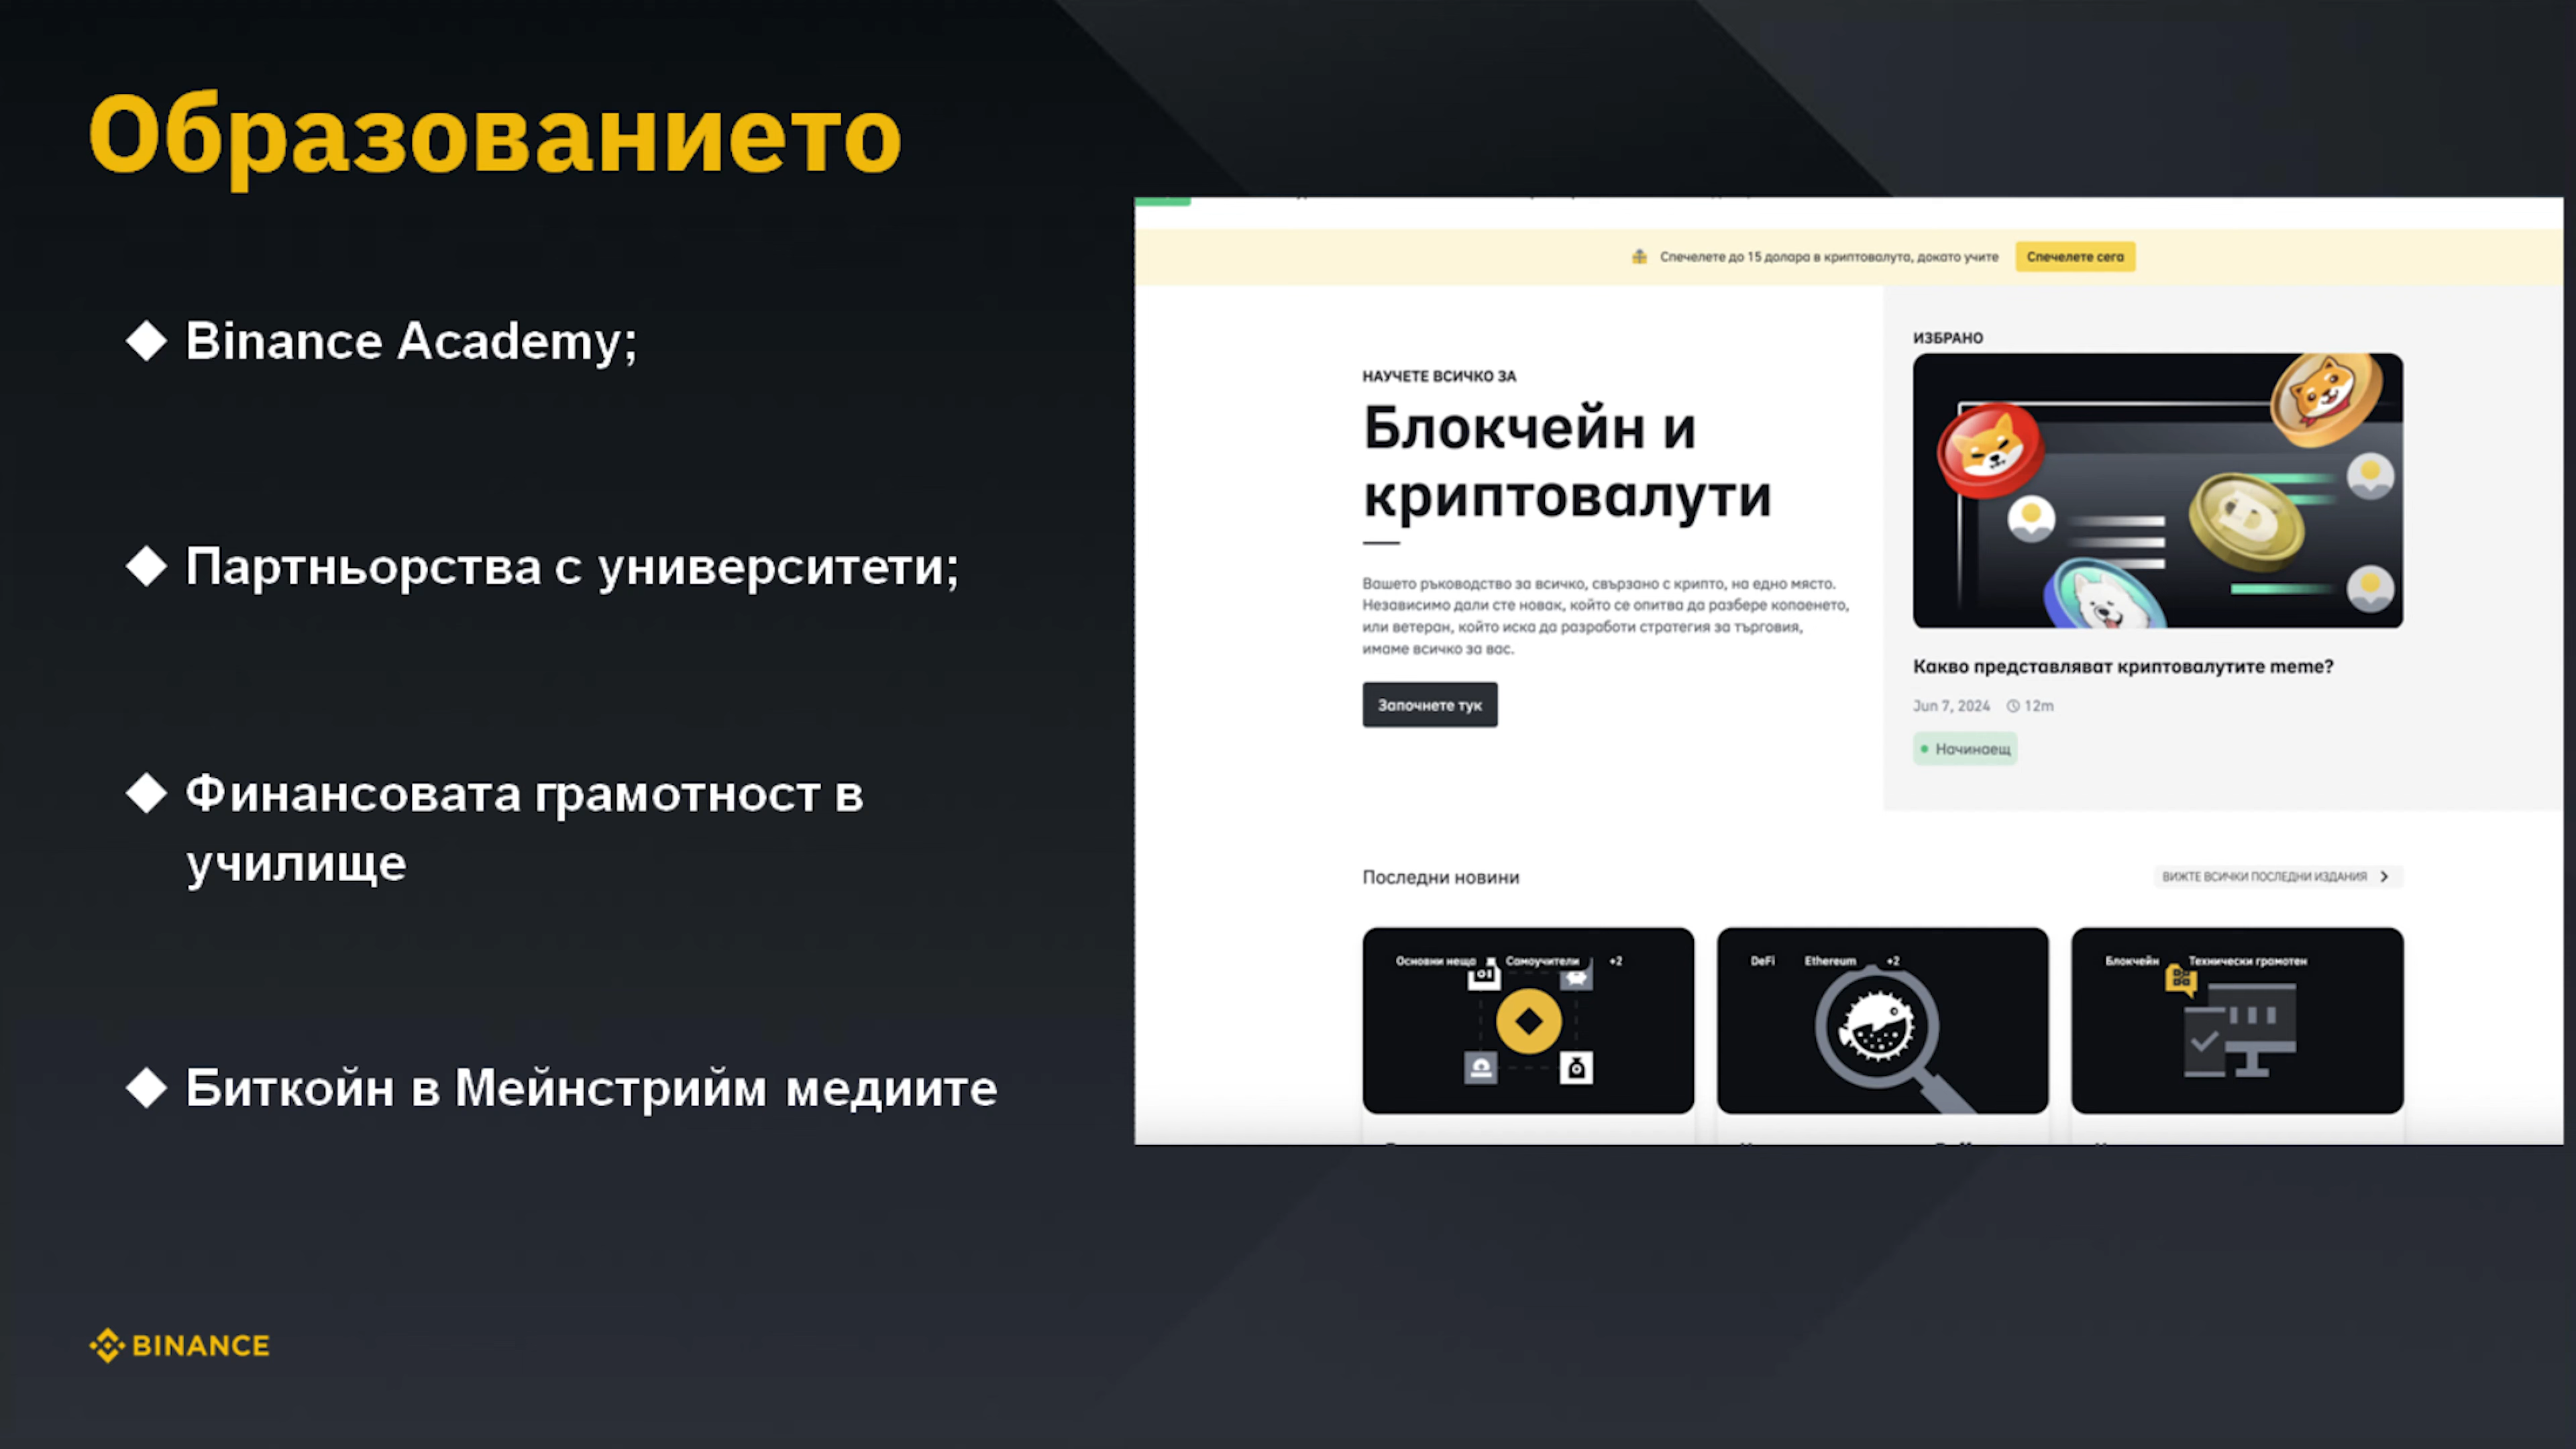 Образованието
Binance Academy;
Партньорства с университети;
Финансовата грамотност в
училище
Биткойн в Мейнстрийм медиите
BINANCE
Спечелете до 15 долара в криптовалута, докато учите
Спечелете сега
НАУЧЕТЕ ВСИЧКО ЗА
Блокчейн и
криптовалути
Вашето ръководство за всичко, свързано с крипто, на едно място.
Независимо дали сте новак, който се опитва да разбере копаенето,
или ветеран, който иска да разработи стратегия за търговия,
имаме всичко за вас.
Започнете тук
ИЗБРАНО
Какво представляват криптовалутите meme?
Jun 7, 2024 12m
Начинаещ
Последни новини
ВИЖТЕ ВСИЧКИ ПОСЛЕДНИ ИЗДАНИЯ
Основни неща Самоучители +2
DeFi Ethereum +2
Блокчейн Технически грамотен